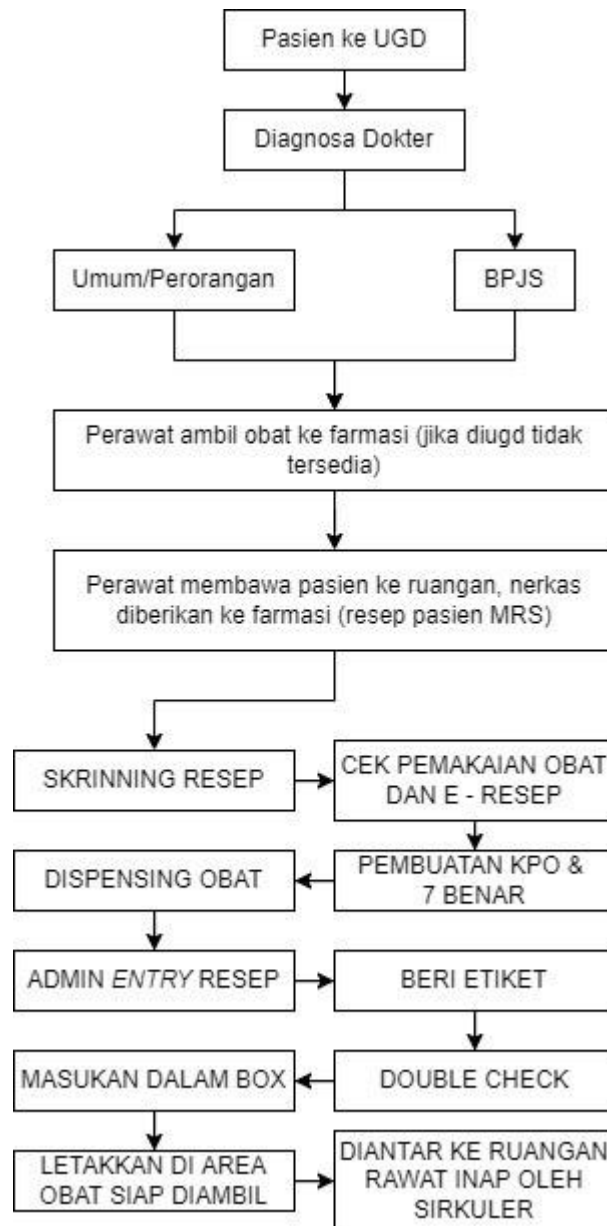 Pasien ke UGD
Diagnosa Dokter
Umum/Perorangan
BPJS
Perawat ambil obat ke farmasi (jika diugd tidak
tersedia)
Perawat membawa pasien ke ruangan, nerkas
diberikan ke farmasi (resep pasien MRS)
SKRINNING RESEP
CEK PEMAKAIAN OBAT
DAN E - RESEP
PEMBUATAN KPO &
7 BENAR
DISPENSING OBAT
ADMIN ENTRY RESEP
BERI ETIKET
DOUBLE CHECK
MASUKAN DALAM BOX
LETAKKAN DI AREA
OBAT SIAP DIAMBIL
DIANTAR KE RUANGAN
RAWAT INAP OLEH
SIRKULER